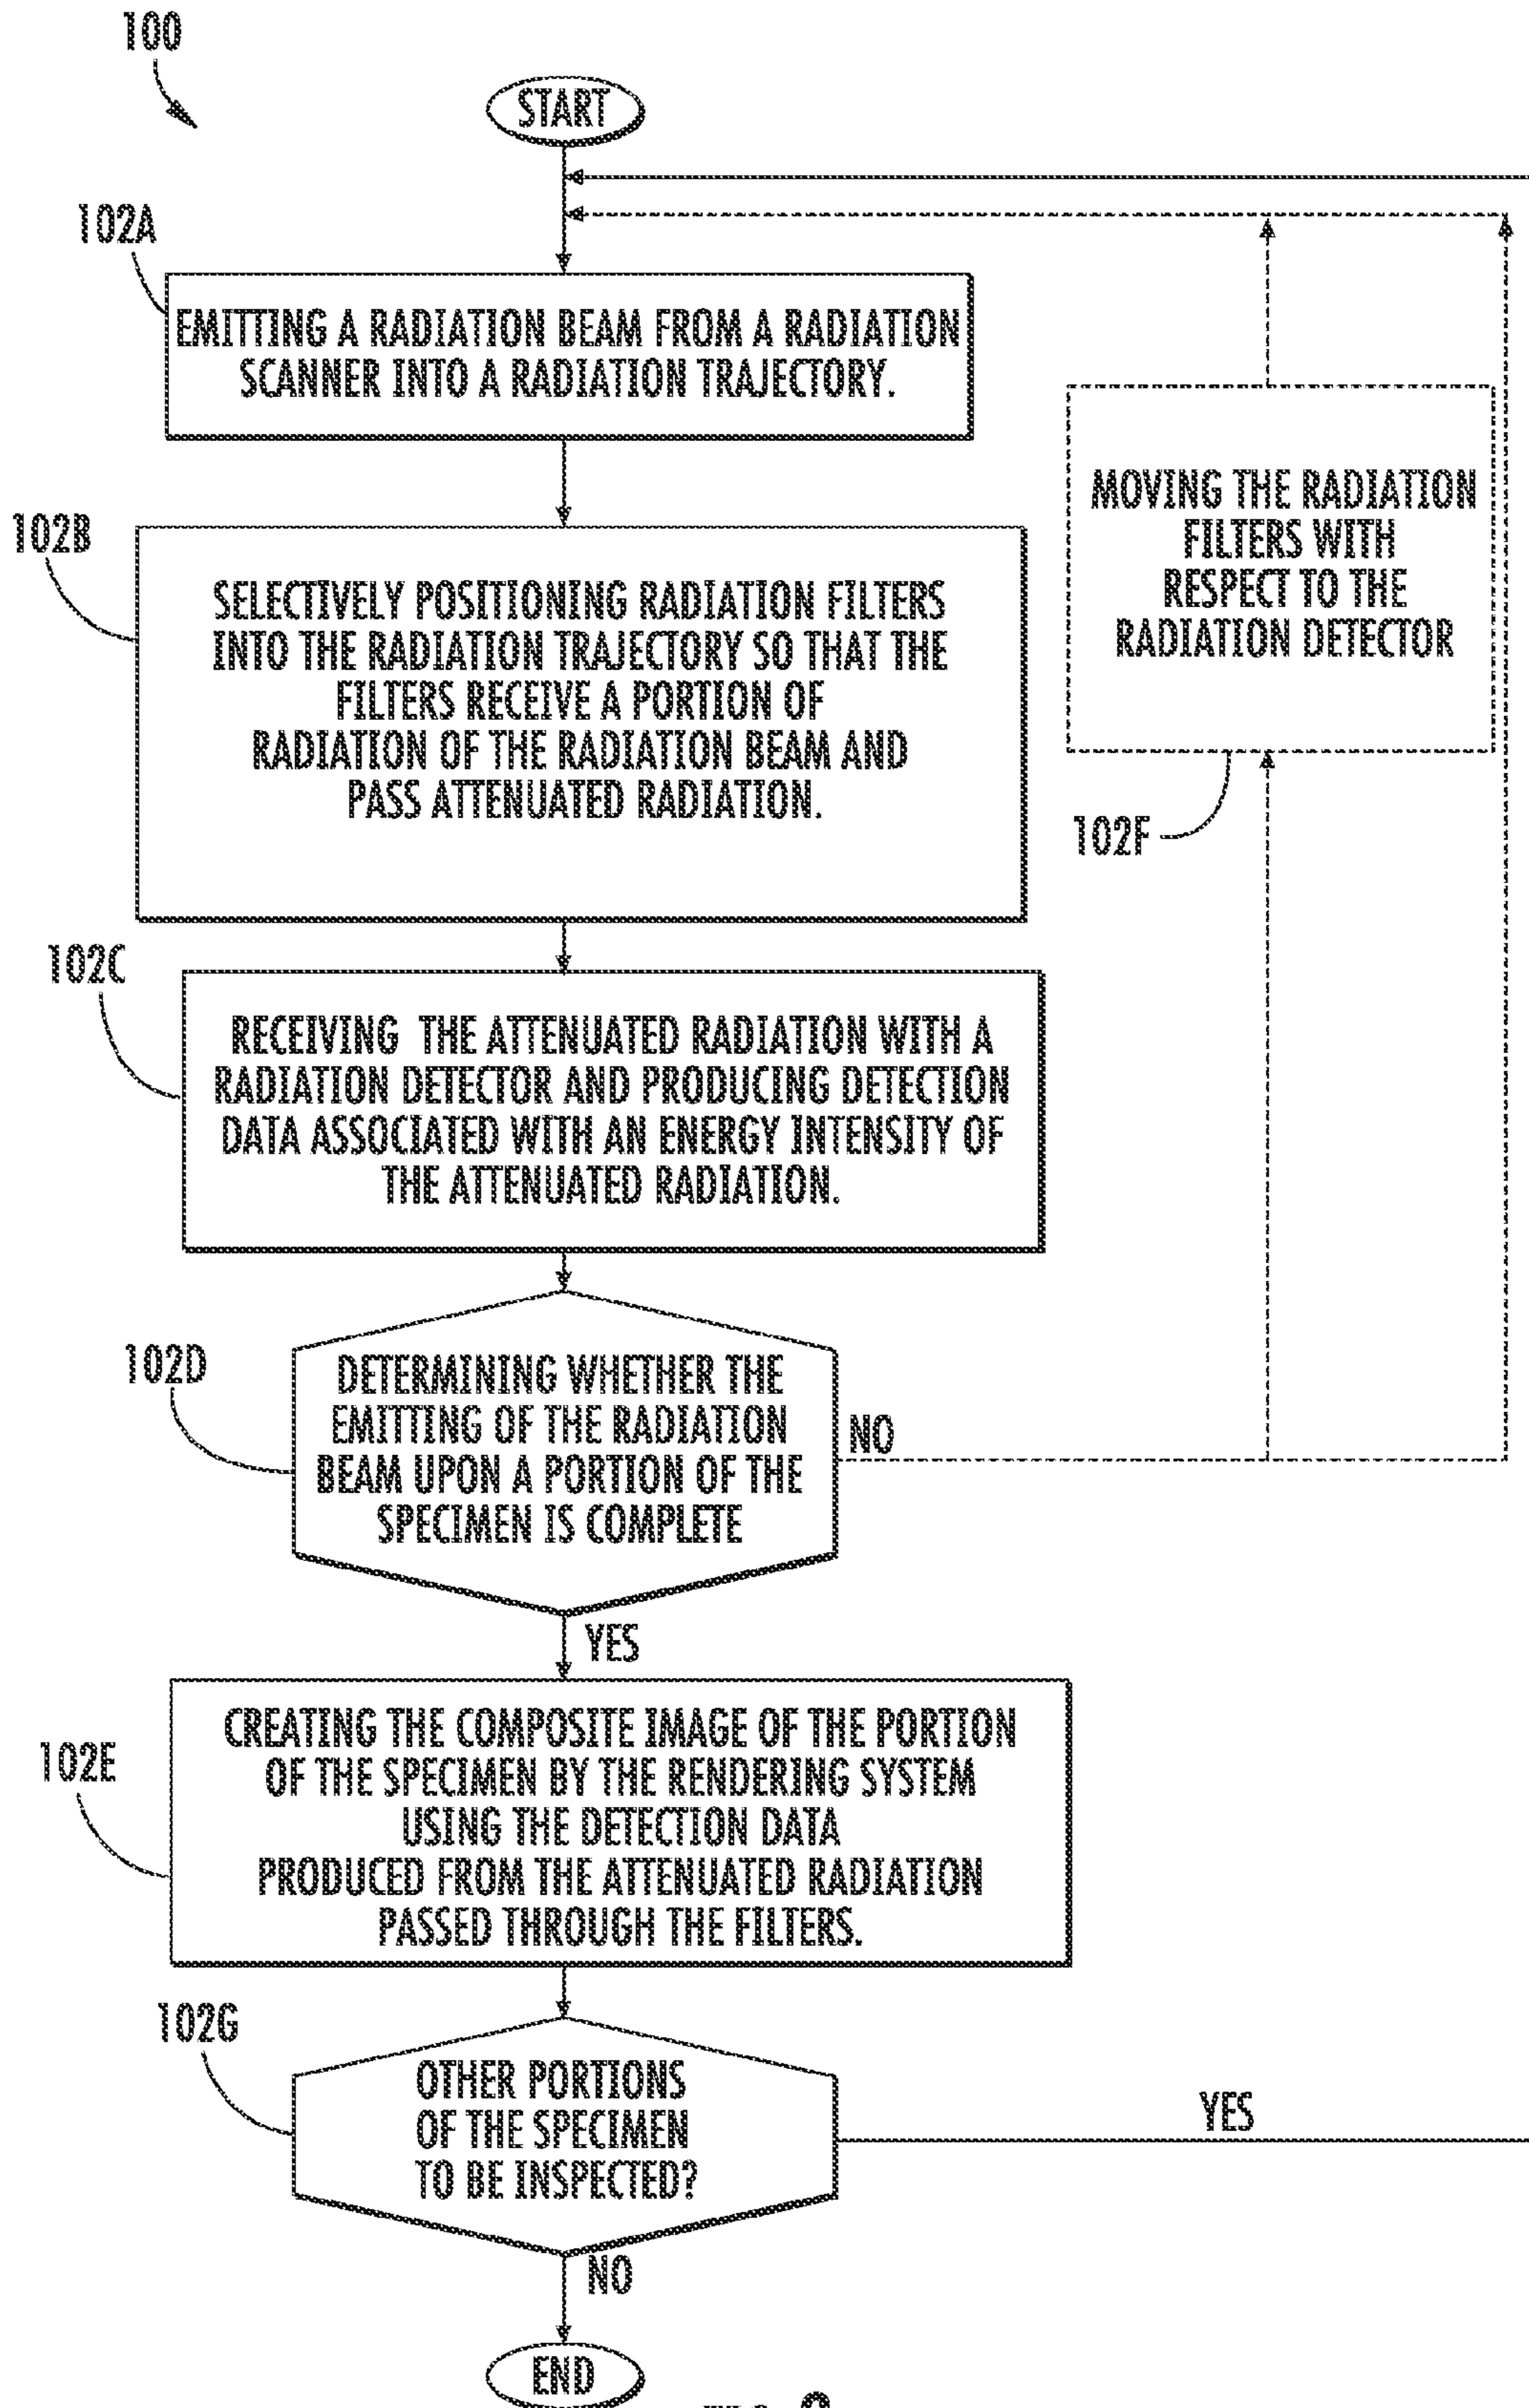 100
START
102A
EMITTING A RADIATION BEAM FROM A RADIATION
SCANNER INTO A RADIATION TRAJECTORY.
102B
SELECTIVELY POSITIONING RADIATION FILTERS
INTO THE RADIATION TRAJECTORY SO THAT THE
FILTERS RECEIVE A PORTION OF
RADIATION OF THE RADIATION BEAM AND
PASS ATTENUATED RADIATION.
MOVING THE RADIATION
FILTERS WITH
RESPECT TO THE
RADIATION DETECTOR
102F
102C
RECEIVING THE ATTENUATED RADIATION WITH A
RADIATION DETECTOR AND PRODUCING DETECTION
DATA ASSOCIATED WITH AN ENERGY INTENSITY OF
THE ATTENUATED RADIATION.
102D
DETERMINING WHETHER THE
EMITTING OF THE RADIATION
BEAM UPON A PORTION OF THE
SPECIMEN IS COMPLETE
NO
YES
102E
CREATING THE COMPOSITE IMAGE OF THE PORTION
OF THE SPECIMEN BY THE RENDERING SYSTEM
USING THE DETECTION DATA
PRODUCED FROM THE ATTENUATED RADIATION
PASSED THROUGH THE FILTERS.
102G
OTHER PORTIONS
OF THE SPECIMEN
TO BE INSPECTED?
YES
NO
END